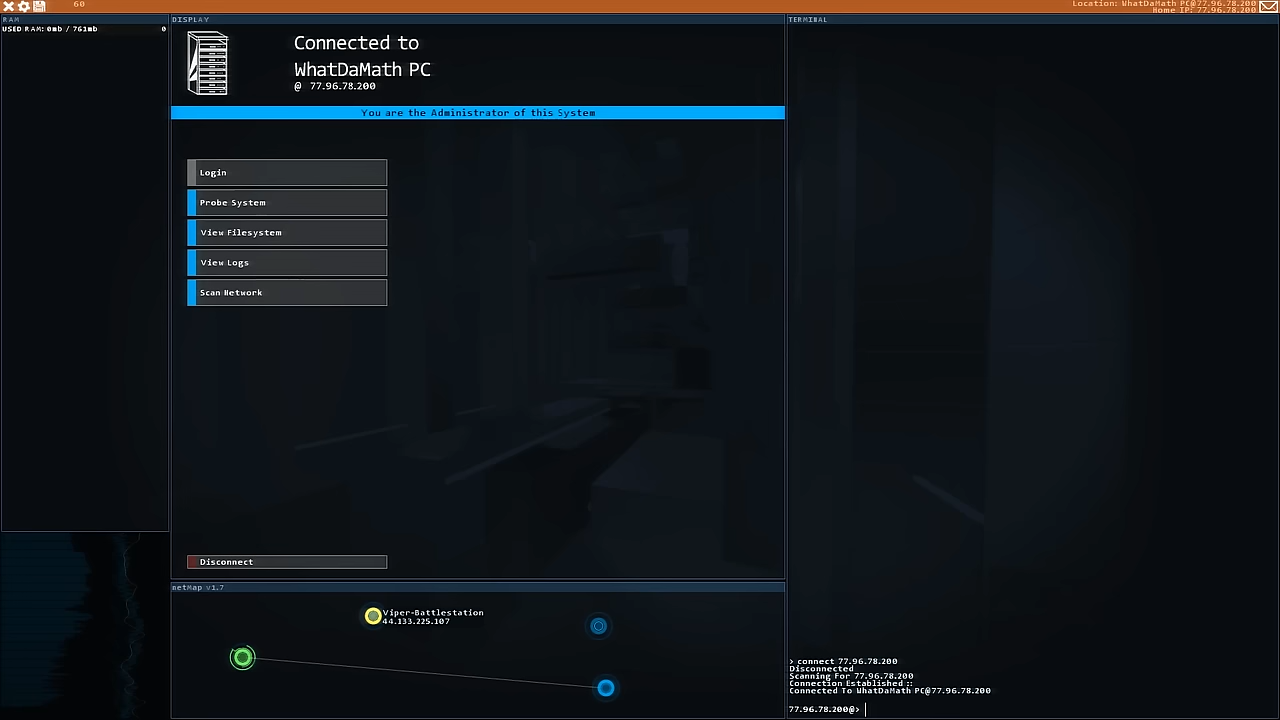 60
Location: WhatDaMath PC@77.96.78.200
Home IP: 77.96.78.200
RAM
USED RAM: 0mb / 761mb 0
DISPLAY
Connected to
WhatDaMath PC
@ 77.96.78.200
You are the Administrator of this System
Login
Probe System
View Filesystem
View Logs
Scan Network
Disconnect
netMap v1.7
Viper-Battlestation
44.133.225.107
TERMINAL
> connect 77.96.78.200
Disconnected
Scanning For 77.96.78.200
Connection Established ::
Connected To WhatDaMath PC@77.96.78.200
77.96.78.200@>